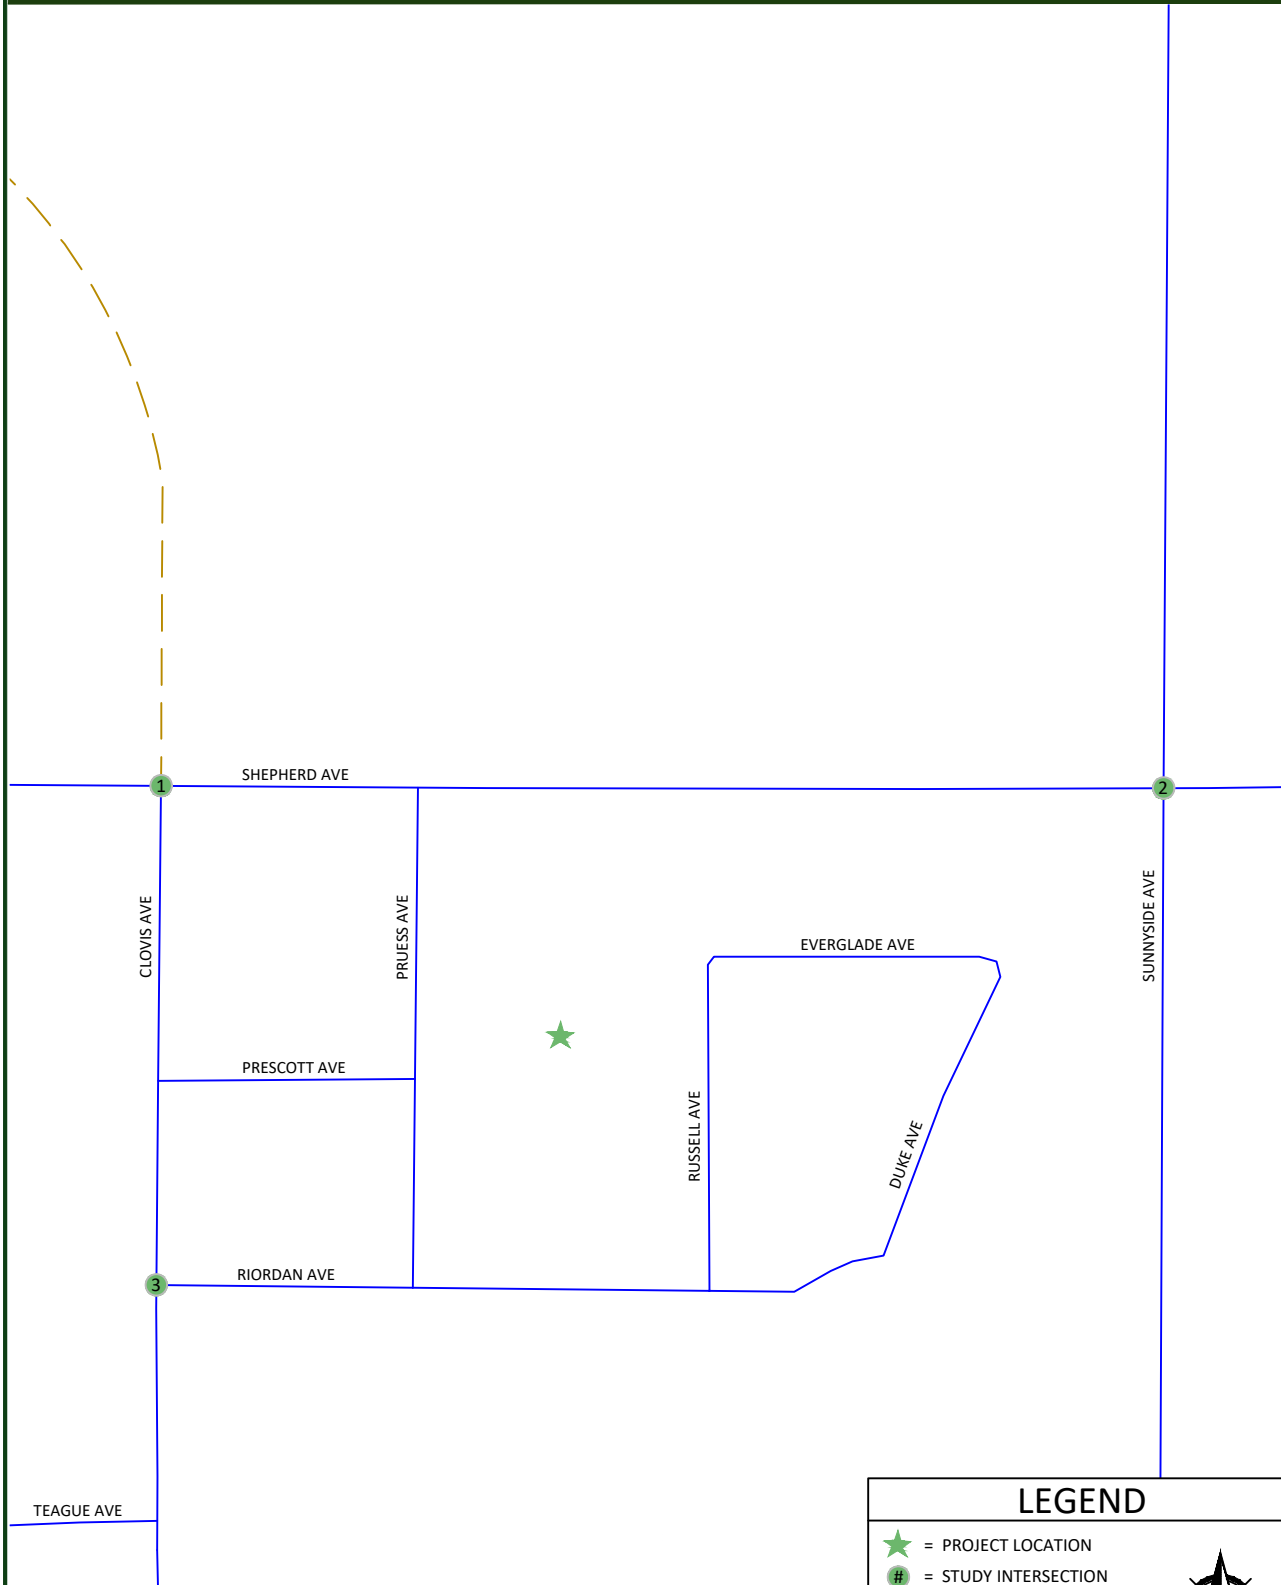 SHEPHERD AVE
1
2
CLOVIS AVE
PRUESS AVE
SUNNYSIDE AVE
EVERGLADE AVE
PRESCOTT AVE
RUSSELL AVE
DUKE AVE
RIORDAN AVE
3
TEAGUE AVE
LEGEND
= PROJECT LOCATION
# = STUDY INTERSECTION